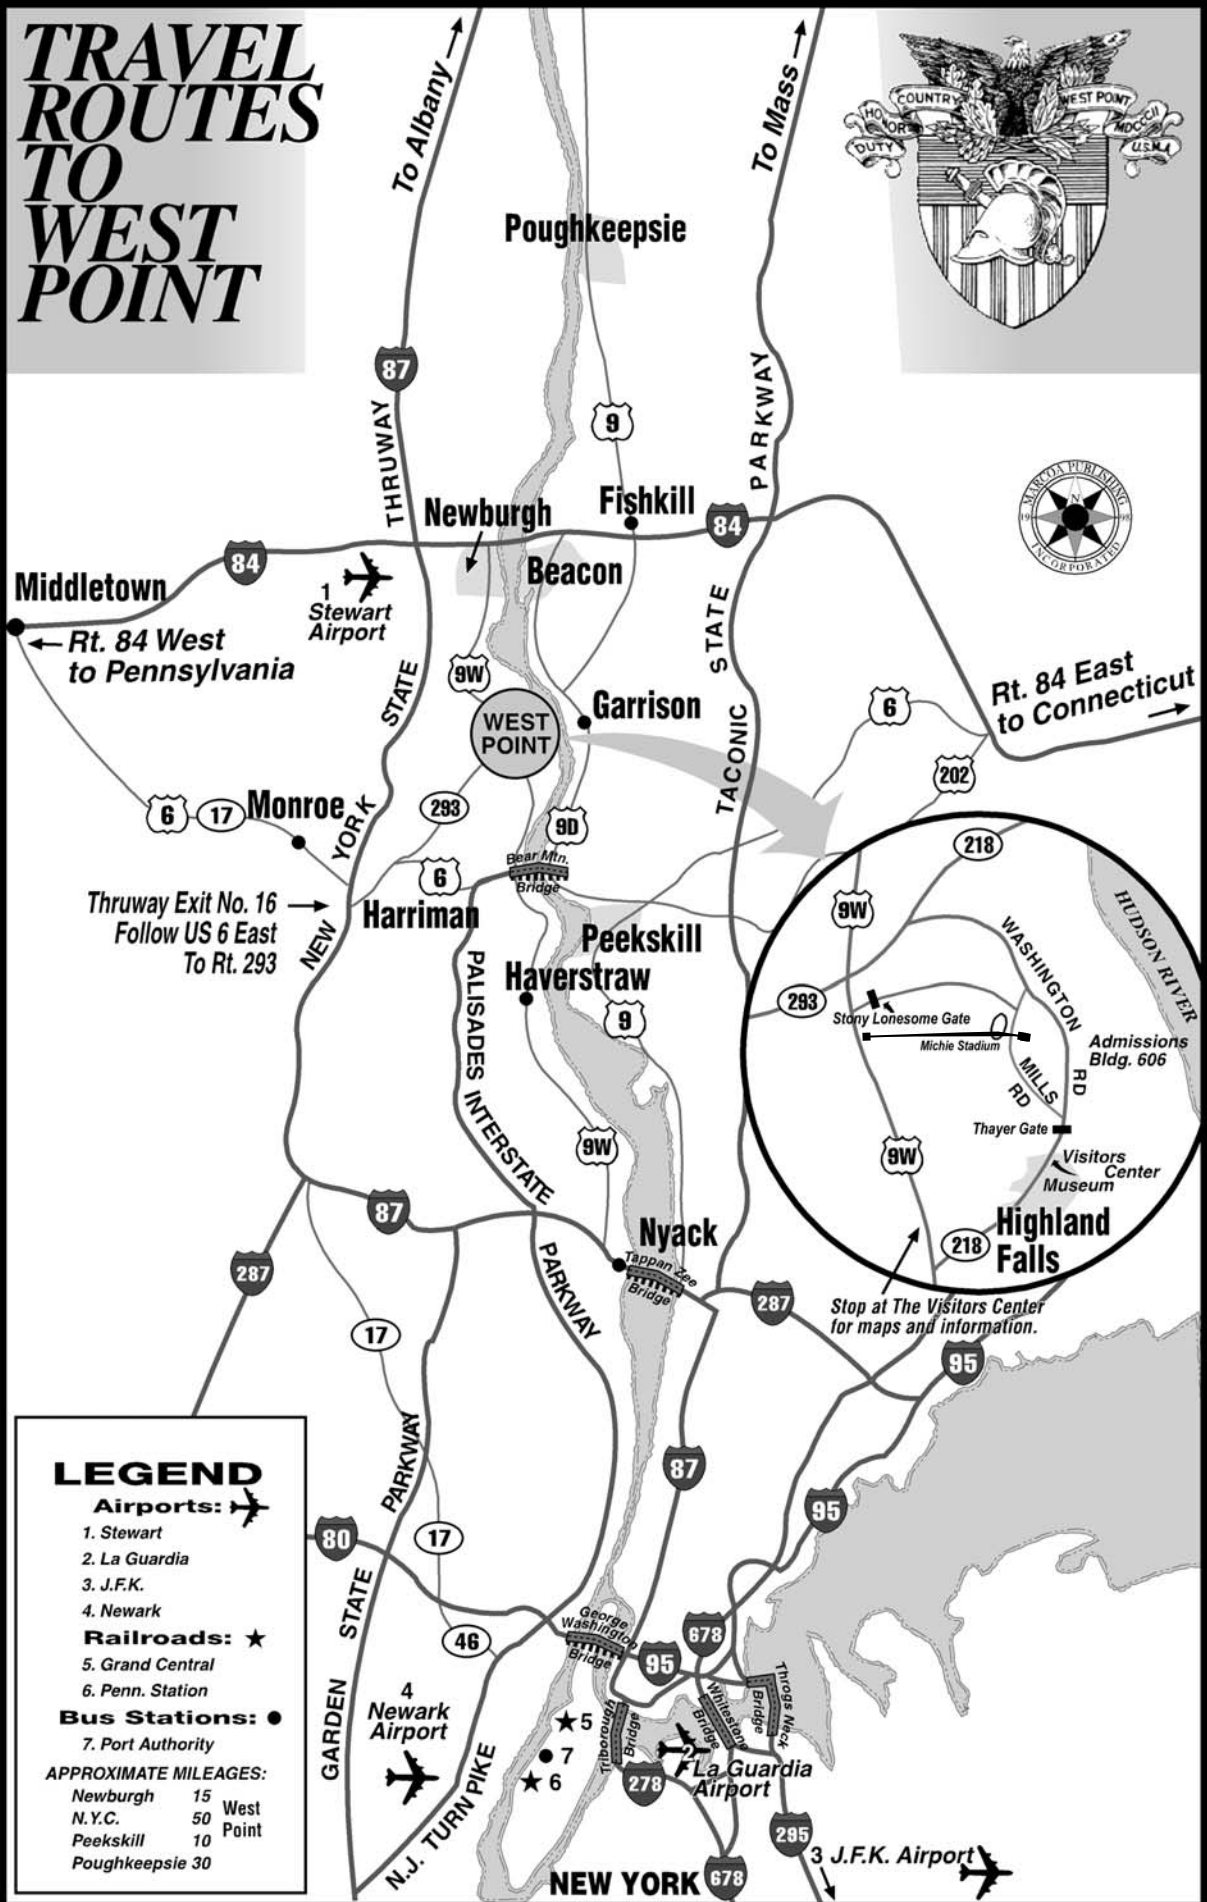 TRAVEL
ROUTES
TO
WEST
POINT
To Albany
To Mass
DUTY
HONOR
COUNTRY
WEST POINT
MDCCCII
U.S.M.A
Poughkeepsie
87
9
THRUWAY
PARKWAY
MARCOA PUBLISHING
N
19
98
INCORPORATED
Newburgh
Fishkill
84
84
Middletown
1
Stewart
Airport
Beacon
Rt. 84 West
to Pennsylvania
STATE
9W
STATE
Garrison
WEST
POINT
TACONIC
6
Rt. 84 East
to Connecticut
202
6
17
Monroe
YORK
293
9D
Bear Mtn.
Bridge
6
Harriman
Thruway Exit No. 16
Follow US 6 East
To Rt. 293
NEW
Peekskill
Haverstraw
PALISADES
INTERSTATE
PARKWAY
9
9W
218
9W
WASHINGTON
RD
HUDSON RIVER
293
Stony Lonesome Gate
Michie Stadium
Admissions
Bldg. 606
MILLS
RD
Thayer Gate
9W
Visitors
Center
Museum
218
Highland
Falls
Stop at The Visitors Center
for maps and information.
87
Nyack
Tappan Zee
Bridge
287
287
17
95
87
95
PARKWAY
80
17
STATE
GARDEN
46
George
Washington
Bridge
95
678
4
Newark
Airport
5
7
6
Triborough
Bridge
Whitestone
Bridge
Throgs Neck
Bridge
2
La Guardia
Airport
278
N.J. TURN PIKE
295
3 J.F.K. Airport
NEW YORK
678
LEGEND
Airports:
1. Stewart
2. La Guardia
3. J.F.K.
4. Newark
Railroads:
5. Grand Central
6. Penn. Station
Bus Stations:
7. Port Authority
APPROXIMATE MILEAGES:
Newburgh 15
N.Y.C. 50
Peekskill 10
Poughkeepsie 30
West
Point